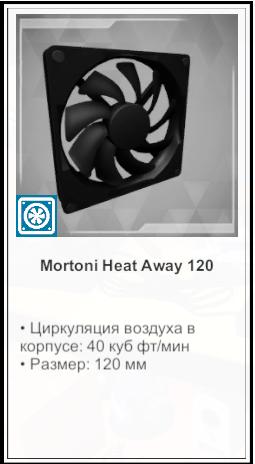 Mortoni Heat Away 120
• Циркуляция воздуха в
корпусе: 40 куб фт/мин
• Размер: 120 мм